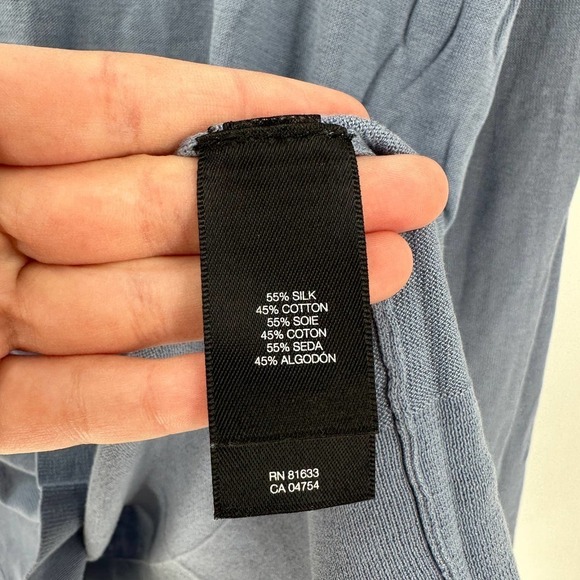 55% SILK
45% COTTON
55% SOIE
45% COTON
55% SEDA
45% ALGODÓN
RN 81633
CA 04754